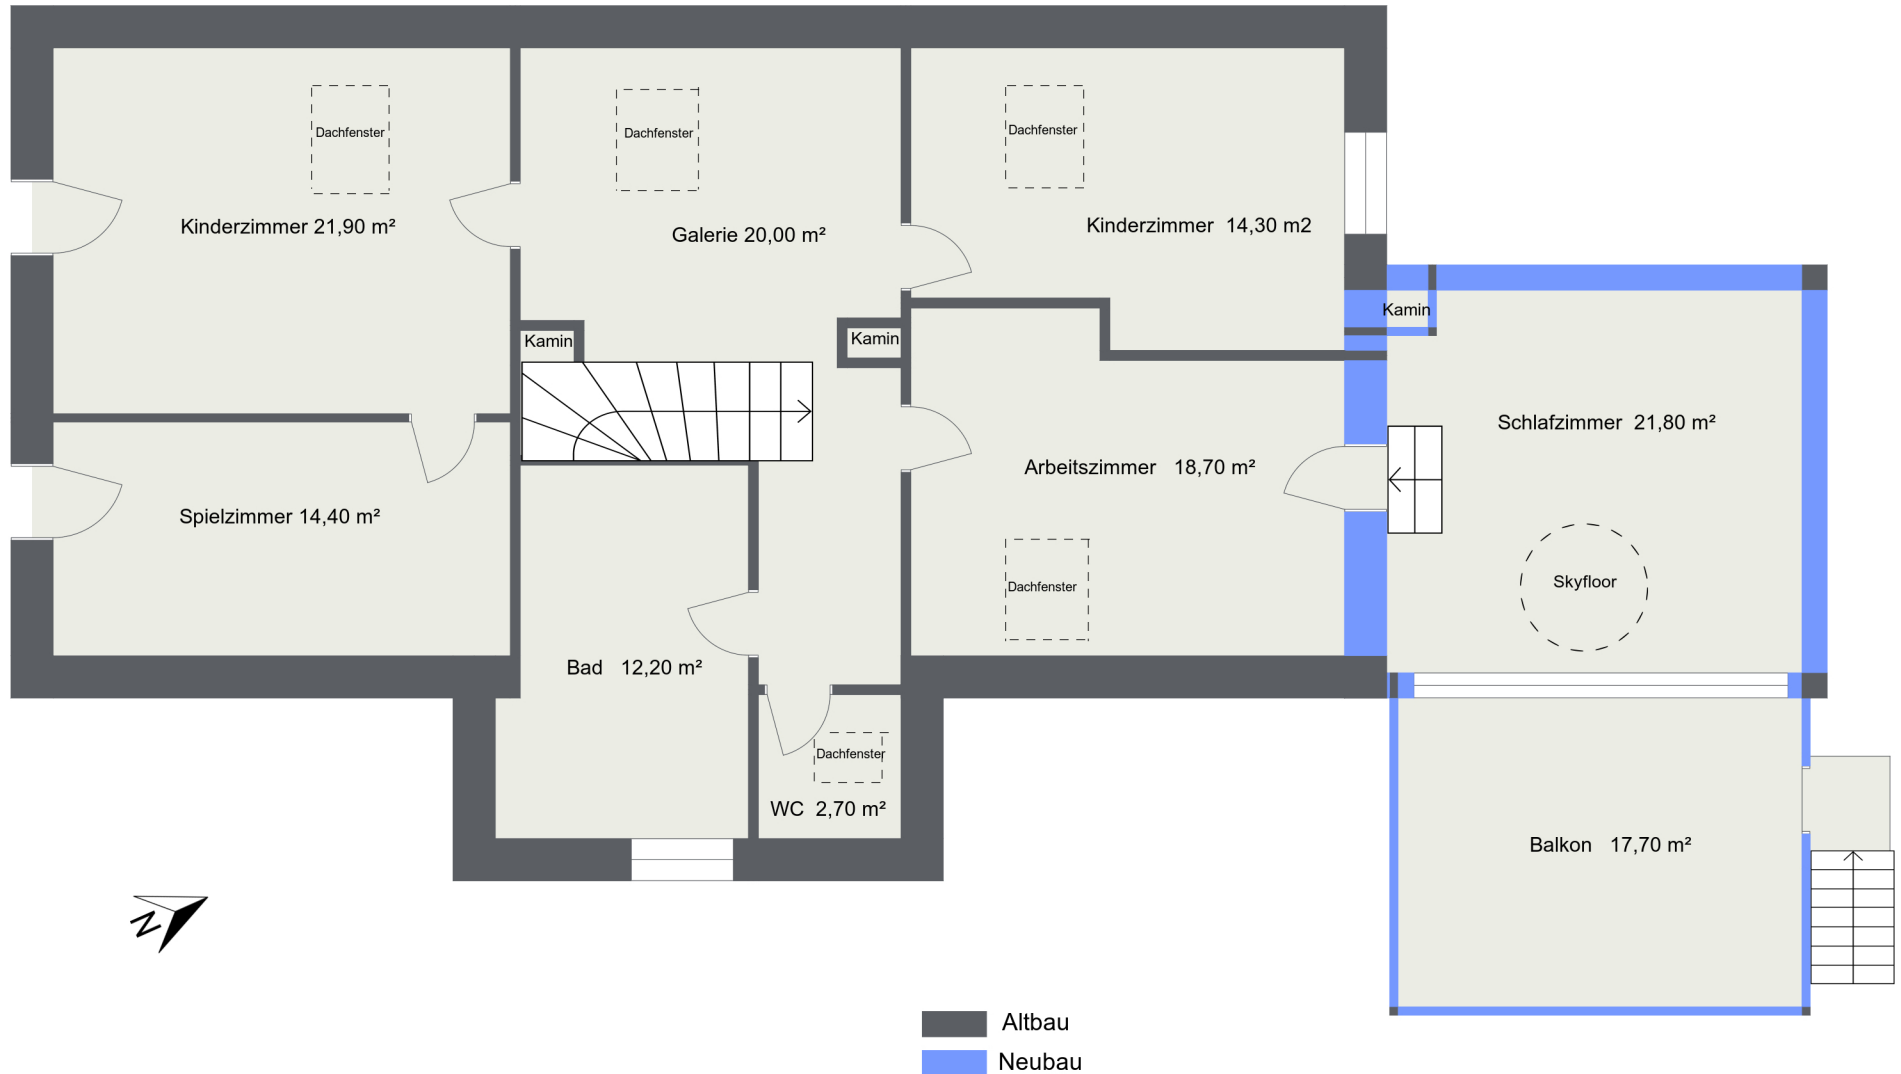 Dachfenster
Dachfenster
Dachfenster
Kinderzimmer 21,90 m²
Galerie 20,00 m²
Kinderzimmer 14,30 m2
Kamin
Kamin
Kamin
Schlafzimmer 21,80 m²
Arbeitszimmer 18,70 m²
Spielzimmer 14,40 m²
Dachfenster
Skyfloor
Bad 12,20 m²
Dachfenster
WC 2,70 m²
Balkon 17,70 m²
N
Altbau
Neubau